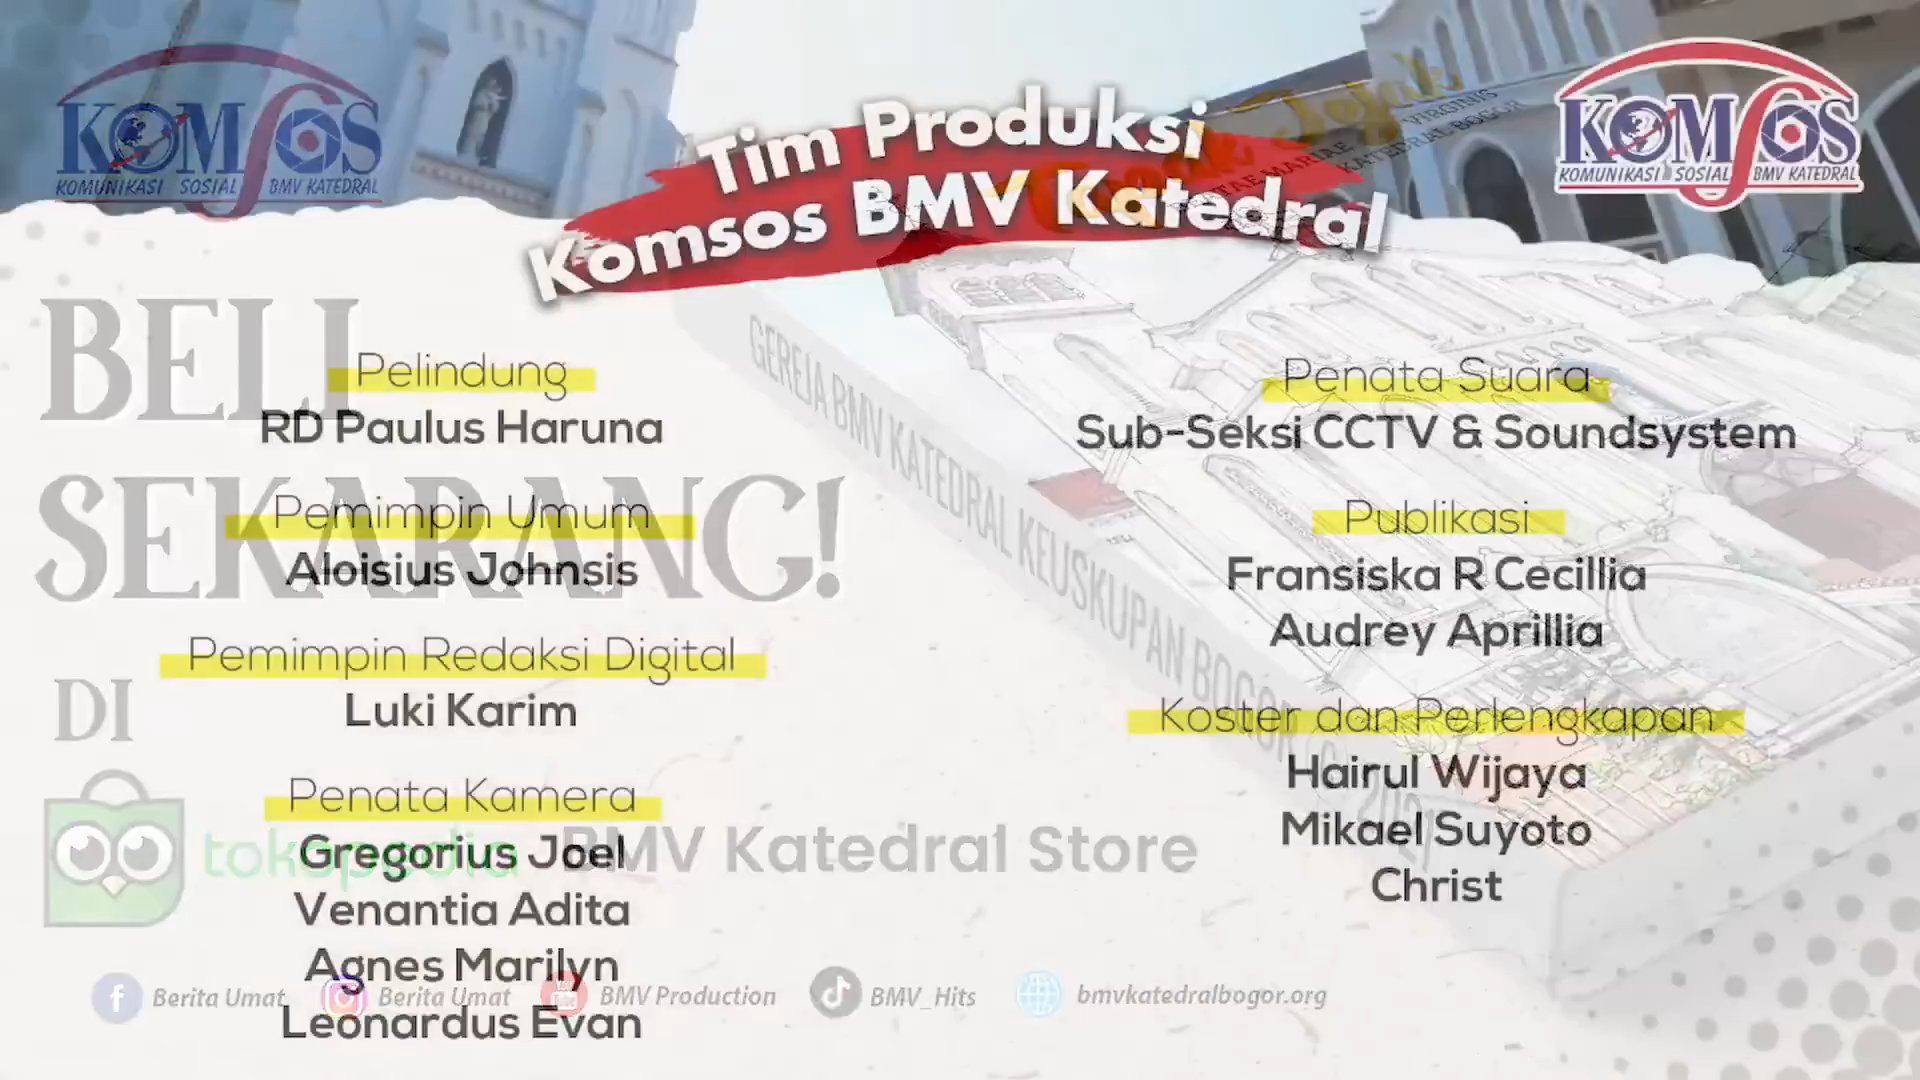 KOMSOS
KOMUNIKASI SOSIAL BMV KATEDRAL
KOMSOS
KOMUNIKASI SOSIAL BMV KATEDRAL
Tim Produksi
Komsos BMV Katedral
VIRGINIS
MARIAE
KATEDRAL BOGOR
BELI
SEKARANG!
DI
tokopedia
BMV Katedral Store
GEREJA BMV KATEDRAL KEUSKUPAN BOGOR
Pelindung
RD Paulus Haruna
Pemimpin Umum
Aloisius Johnsis
Pemimpin Redaksi Digital
Luki Karim
Penata Kamera
Gregorius Joel
Venantia Adita
Agnes Marilyn
Leonardus Evan
Penata Suara
Sub-Seksi CCTV & Soundsystem
Publikasi
Fransiska R Cecillia
Audrey Aprillia
Koster dan Perlengkapan
Hairul Wijaya
Mikael Suyoto
Christ
Berita Umat
Berita Umat
BMV Production
BMV_Hits
bmvkatedralbogor.org